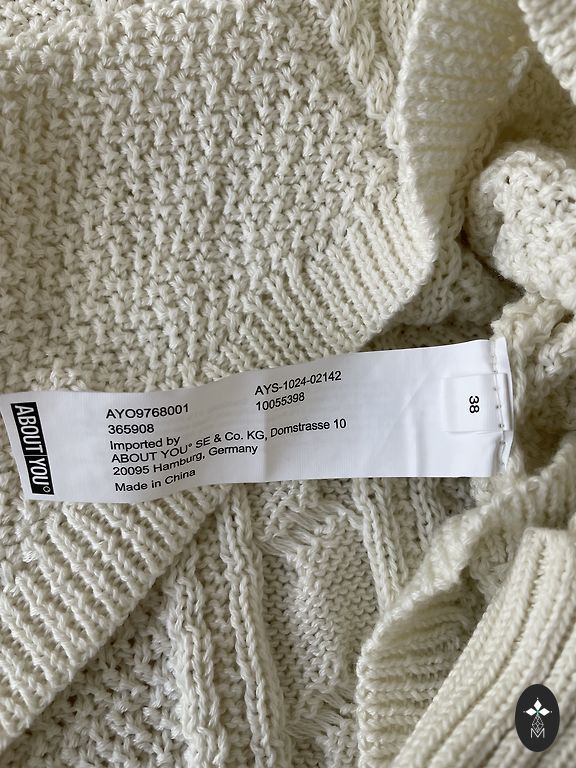 ABOUT YOU°
AYO9768001
365908
Imported by
ABOUT YOU° SE & Co. KG, Domstrasse 10
20095 Hamburg, Germany
Made in China
AYS-1024-02142
10055398
38
M